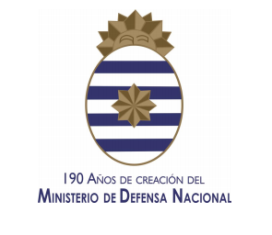 190 AÑOS DE CREACIÓN DEL
MINISTERIO DE DEFENSA NACIONAL